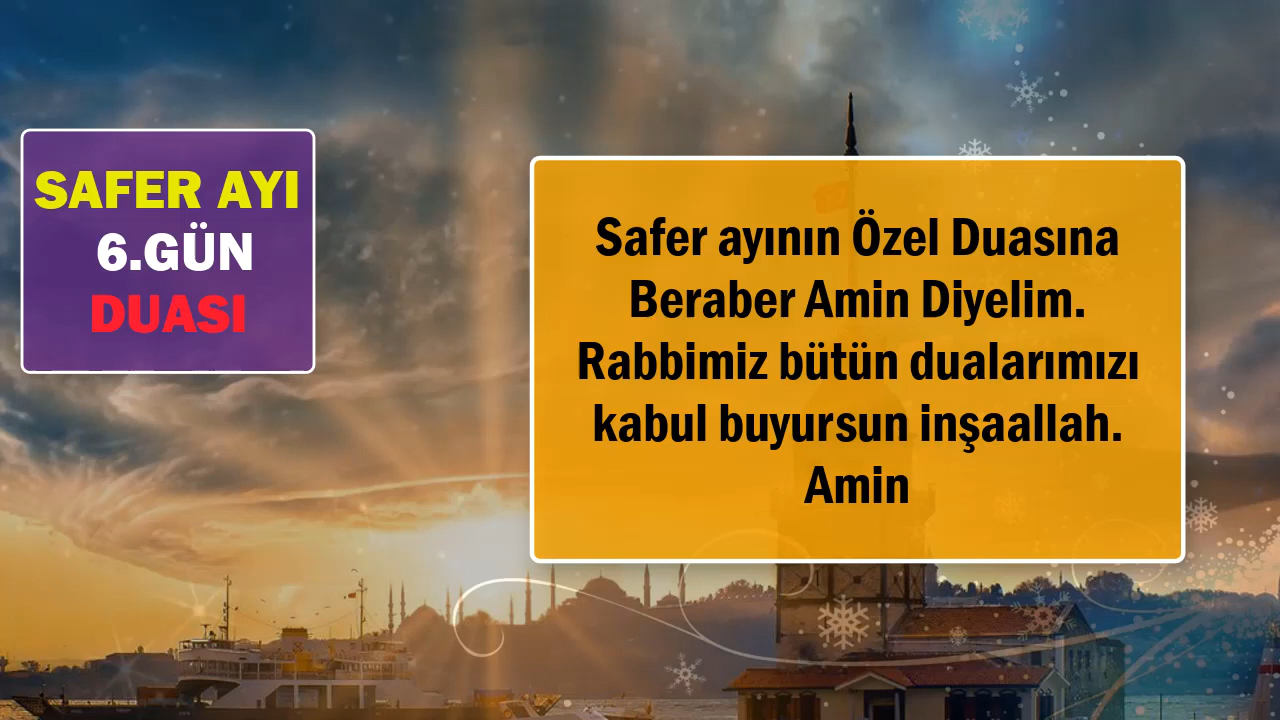 SAFER AYI
6.GÜN
DUASI
Safer ayının Özel Duasına
Beraber Amin Diyelim.
Rabbimiz bütün dualarımızı
kabul buyursun inşaallah.
Amin